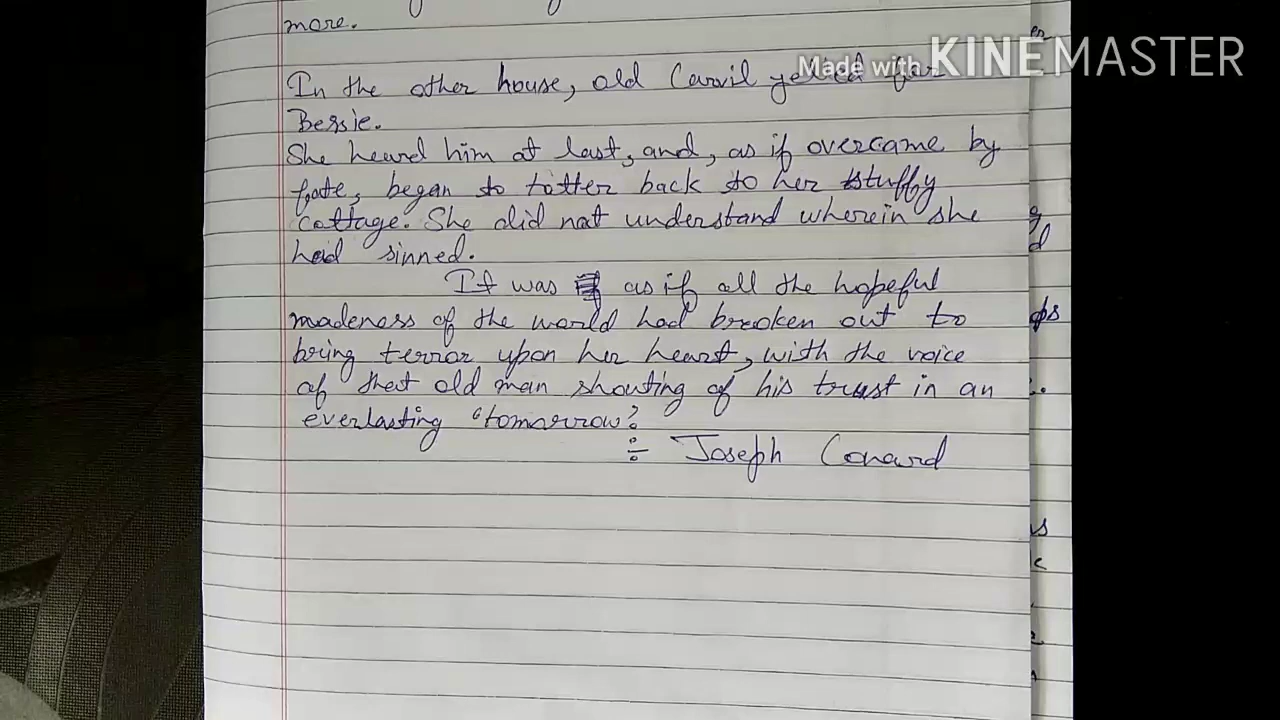 more.
Made with KINEMASTER
In the other house, old Carvil yelled for
Bessie.
She heard him at last, and, as if overcame by
fate, began to totter back to her stuffy
cottage. She did not understand wherein she
had sinned.
It was as if all the hopeful
madeness of the world had broken out to
bring terror upon her heart, with the voice
of that old man shouting of his trust in an
everlasting 'tomorrow?
÷ Joseph Conard